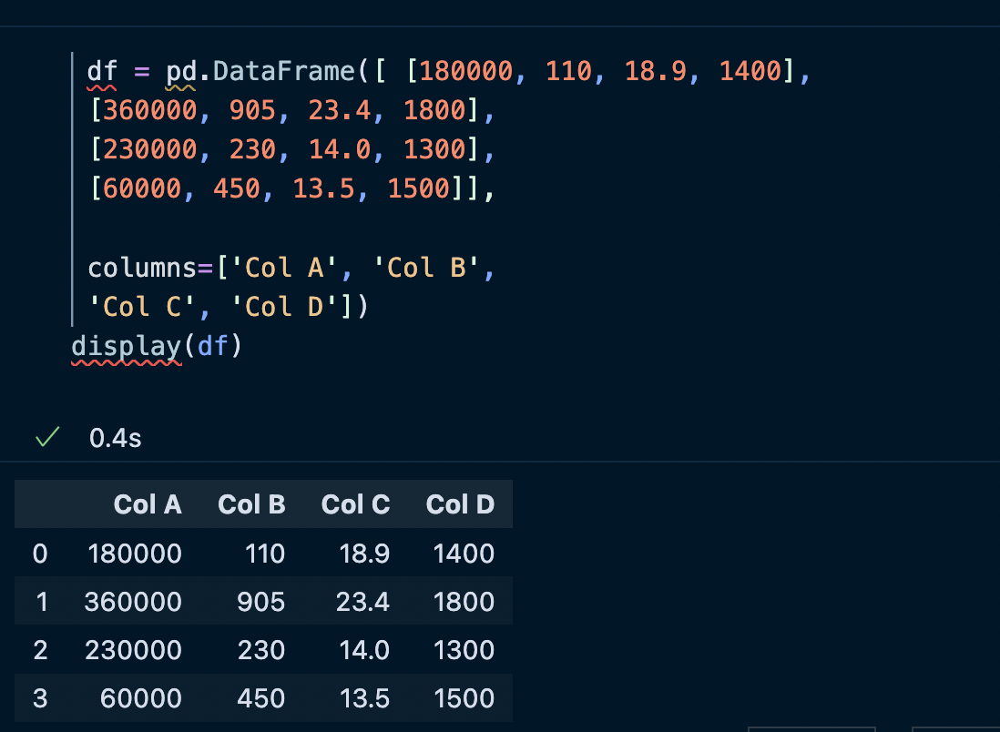 df = pd.DataFrame([ [180000, 110, 18.9, 1400],
[360000, 905, 23.4, 1800],
[230000, 230, 14.0, 1300],
[60000, 450, 13.5, 1500]],
columns=['Col A', 'Col B',
'Col C', 'Col D'])
display(df)
0.4s
Col A Col B Col C Col D
0 180000 110 18.9 1400
1 360000 905 23.4 1800
2 230000 230 14.0 1300
3 60000 450 13.5 1500